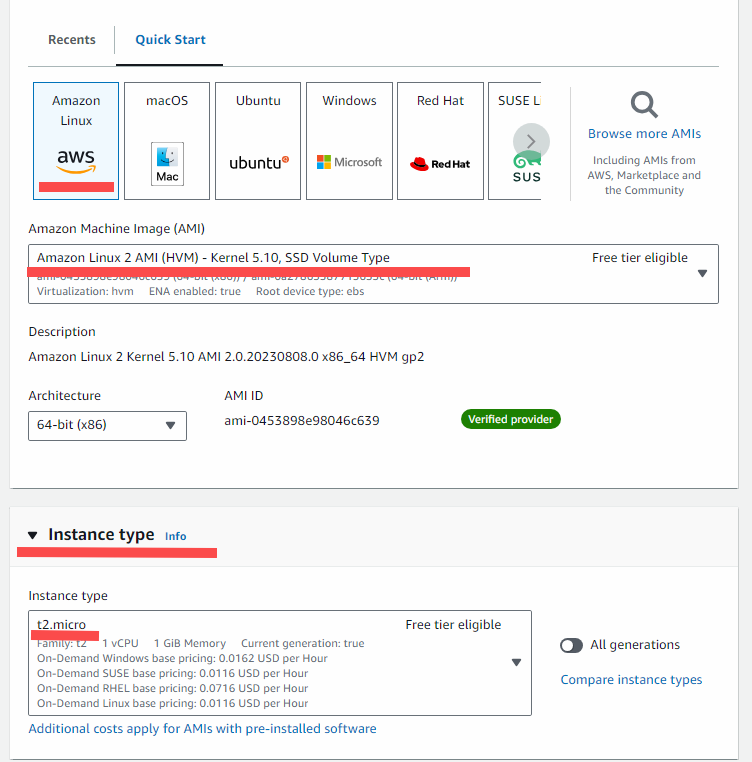 Recents
Quick Start
Amazon Linux
aws
macOS
Mac
Ubuntu
ubuntu
Windows
Microsoft
Red Hat
Red Hat
SUSE LI
SUS
Browse more AMIs
Including AMIs from
AWS, Marketplace and
the Community
Amazon Machine Image (AMI)
Amazon Linux 2 AMI (HVM) - Kernel 5.10, SSD Volume Type
Free tier eligible
(64-bit (x86)) / (64-bit (Arm))
Virtualization: hvm ENA enabled: true Root device type: ebs
Description
Amazon Linux 2 Kernel 5.10 AMI 2.0.20230808.0 x86_64 HVM gp2
Architecture
AMI ID
64-bit (x86)
ami-0453898e98046c639
Verified provider
Instance type Info
Instance type
t2.micro
Free tier eligible
Family: t2 1 vCPU 1 GiB Memory Current generation: true
On-Demand Windows base pricing: 0.0162 USD per Hour
On-Demand SUSE base pricing: 0.0116 USD per Hour
On-Demand RHEL base pricing: 0.0716 USD per Hour
On-Demand Linux base pricing: 0.0116 USD per Hour
All generations
Compare instance types
Additional costs apply for AMIs with pre-installed software